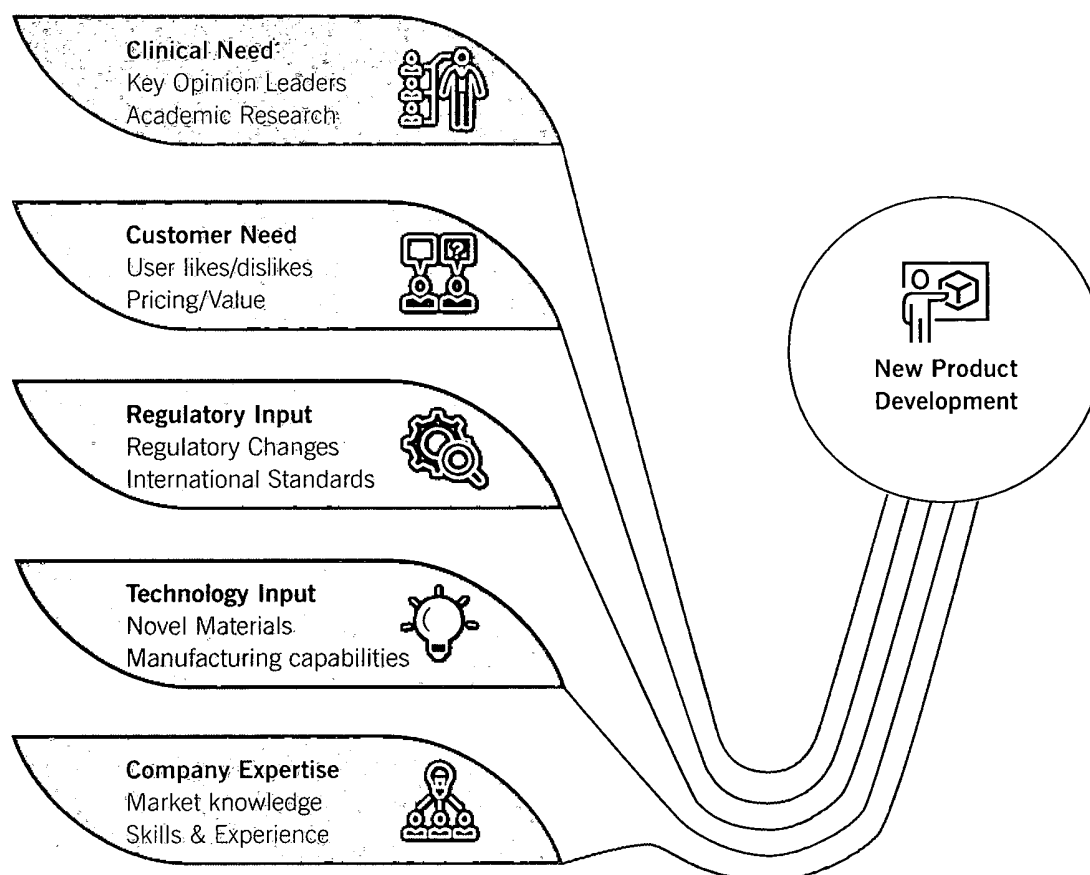 Clinical Need
Key Opinion Leaders
Academic Research
Customer Need
User likes/dislikes
Pricing/Value
?
Regulatory Input
Regulatory Changes
International Standards
Technology Input
Novel Materials
Manufacturing capabilities
Company Expertise
Market knowledge
Skills & Experience
New Product
Development